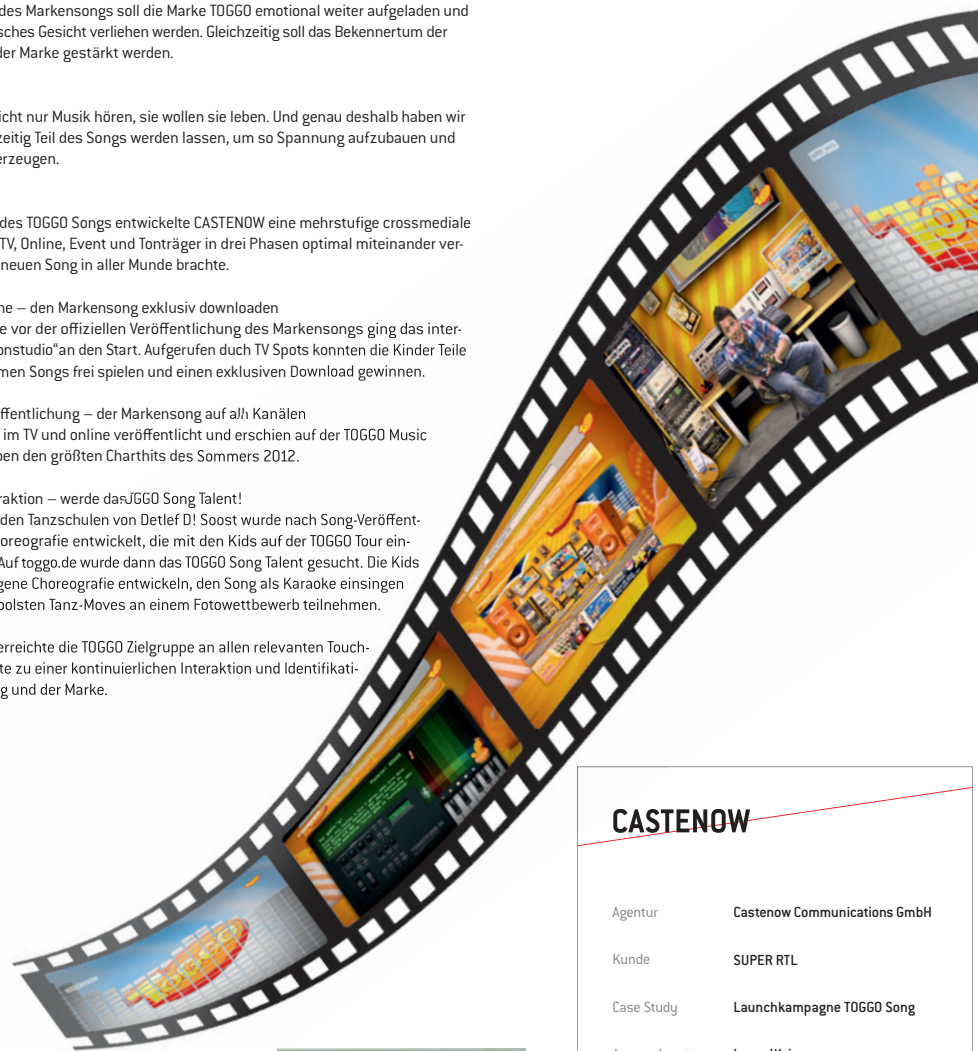 des Markensongs soll die Marke TOGGO emotional weiter aufgeladen und
sches Gesicht verliehen werden. Gleichzeitig soll das Bekennertum der
der Marke gestärkt werden.
icht nur Musik hören, sie wollen sie leben. Und genau deshalb haben wir
zeitig Teil des Songs werden lassen, um so Spannung aufzubauen und
erzeugen.
des TOGGO Songs entwickelte CASTENOW eine mehrstufige crossmediale
TV, Online, Event und Tonträger in drei Phasen optimal miteinander ver-
neuen Song in aller Munde brachte.
ne – den Markensong exklusiv downloaden
e vor der offiziellen Veröffentlichung des Markensongs ging das inter-
onstudio“an den Start. Aufgerufen duch TV Spots konnten die Kinder Teile
men Songs frei spielen und einen exklusiven Download gewinnen.
ffentlichung – der Markensong auf Kanälen
im TV und online veröffentlicht und erschien auf der TOGGO Music
ben den größten Charthits des Sommers 2012.
raktion – werde das TOGGO Song Talent!
den Tanzschulen von Detlef D! Soost wurde nach Song-Veröffent-
oreografie entwickelt, die mit den Kids auf der TOGGO Tour ein-
Auf toggo.de wurde dann das TOGGO Song Talent gesucht. Die Kids
gene Choreografie entwickeln, den Song als Karaoke einsingen
oolsten Tanz-Moves an einem Fotowettbewerb teilnehmen.
erreichte die TOGGO Zielgruppe an allen relevanten Touch-
te zu einer kontinuierlichen Interaktion und Identifikati-
g und der Marke.
CASTENOW
Agentur Castenow Communications GmbH
Kunde SUPER RTL
Case Study Launchkampagne TOGGO Song